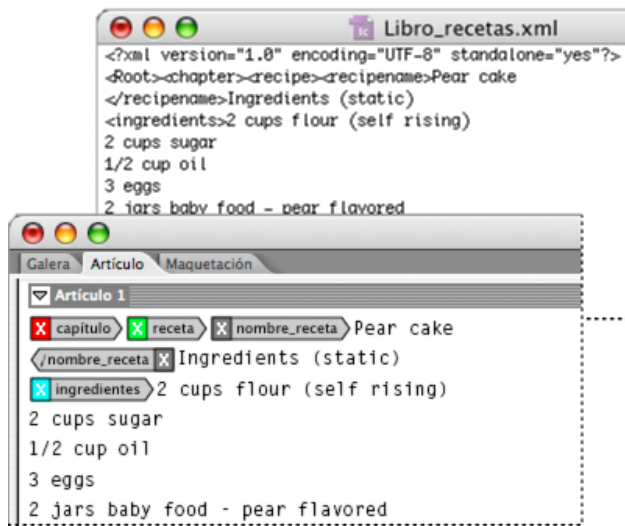 Libro_recetas.xml
<?xml version="1.0" encoding="UTF-8" standalone="yes"?>
<Root><chapter><recipe><recipename>Pear cake
</recipename>Ingredients (static)
<ingredients>2 cups flour (self rising)
2 cups sugar
1/2 cup oil
3 eggs
2 jars baby food – pear flavored
Galera Artículo Maquetación
Artículo 1
capítulo receta nombre_receta Pear cake
/nombre_receta Ingredients (static)
ingredientes 2 cups flour (self rising)
2 cups sugar
1/2 cup oil
3 eggs
2 jars baby food - pear flavored